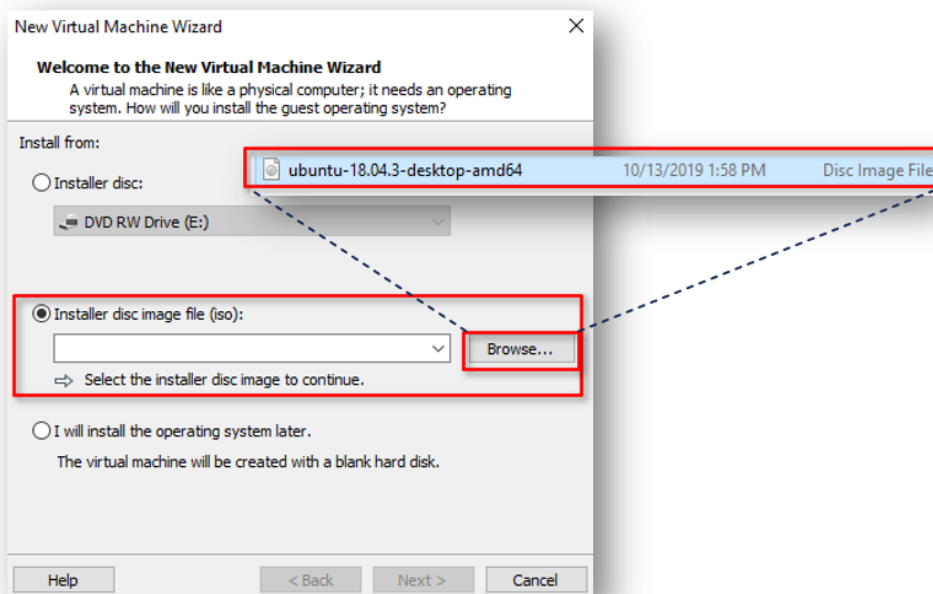 New Virtual Machine Wizard
Welcome to the New Virtual Machine Wizard
A virtual machine is like a physical computer; it needs an operating
system. How will you install the guest operating system?
Install from:
ubuntu-18.04.3-desktop-amd64 10/13/2019 1:58 PM Disc Image File
Installer disc:
DVD RW Drive (E:)
Installer disc image file (iso):
Browse...
Select the installer disc image to continue.
I will install the operating system later.
The virtual machine will be created with a blank hard disk.
Help < Back Next > Cancel